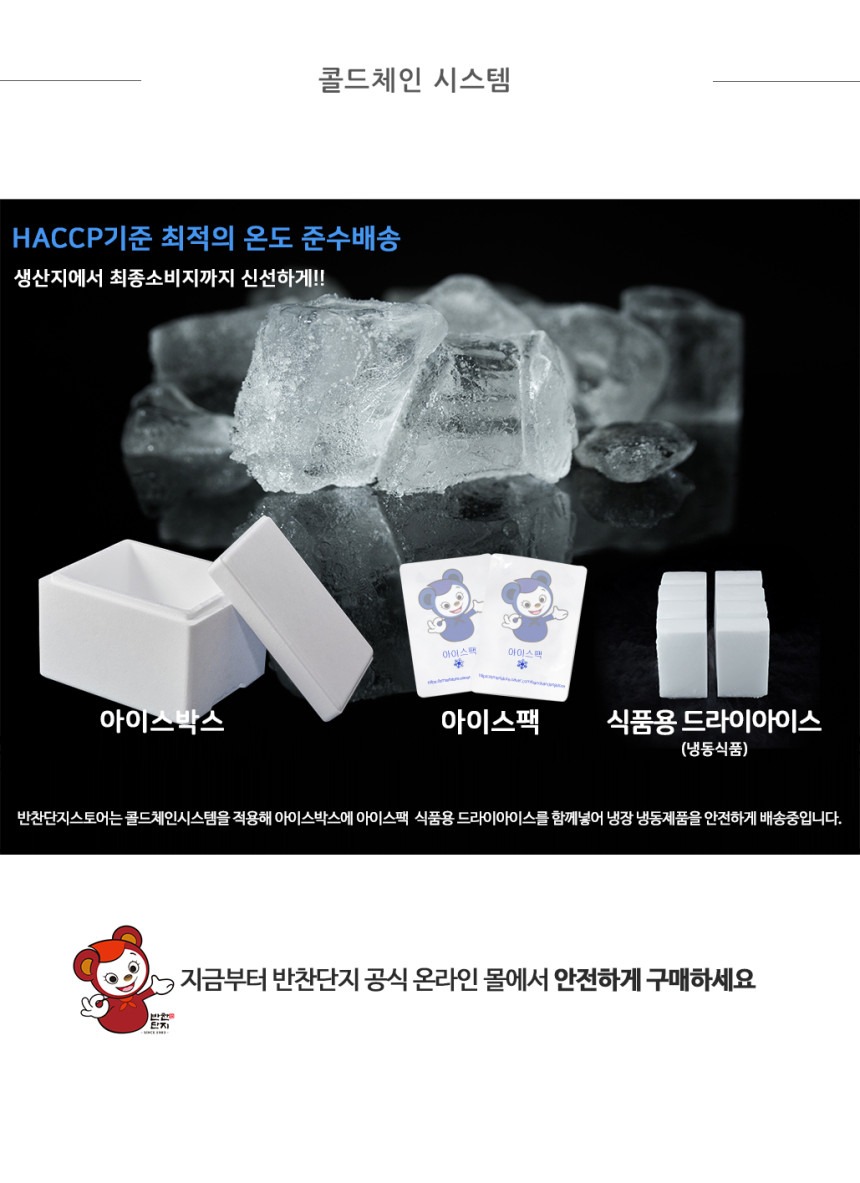 콜드체인 시스템
HACCP기준 최적의 온도 준수배송
생산지에서 최종소비지까지 신선하게!!
아이스팩
아이스팩
아이스박스
아이스팩
식품용 드라이아이스
(냉동식품)
반찬단지스토어는 콜드체인시스템을 적용해 아이스박스에 아이스팩 식품용 드라이아이스를 함께넣어 냉장 냉동제품을 안전하게 배송중입니다.
지금부터 반찬단지 공식 온라인 몰에서 안전하게 구매하세요
반찬
단지